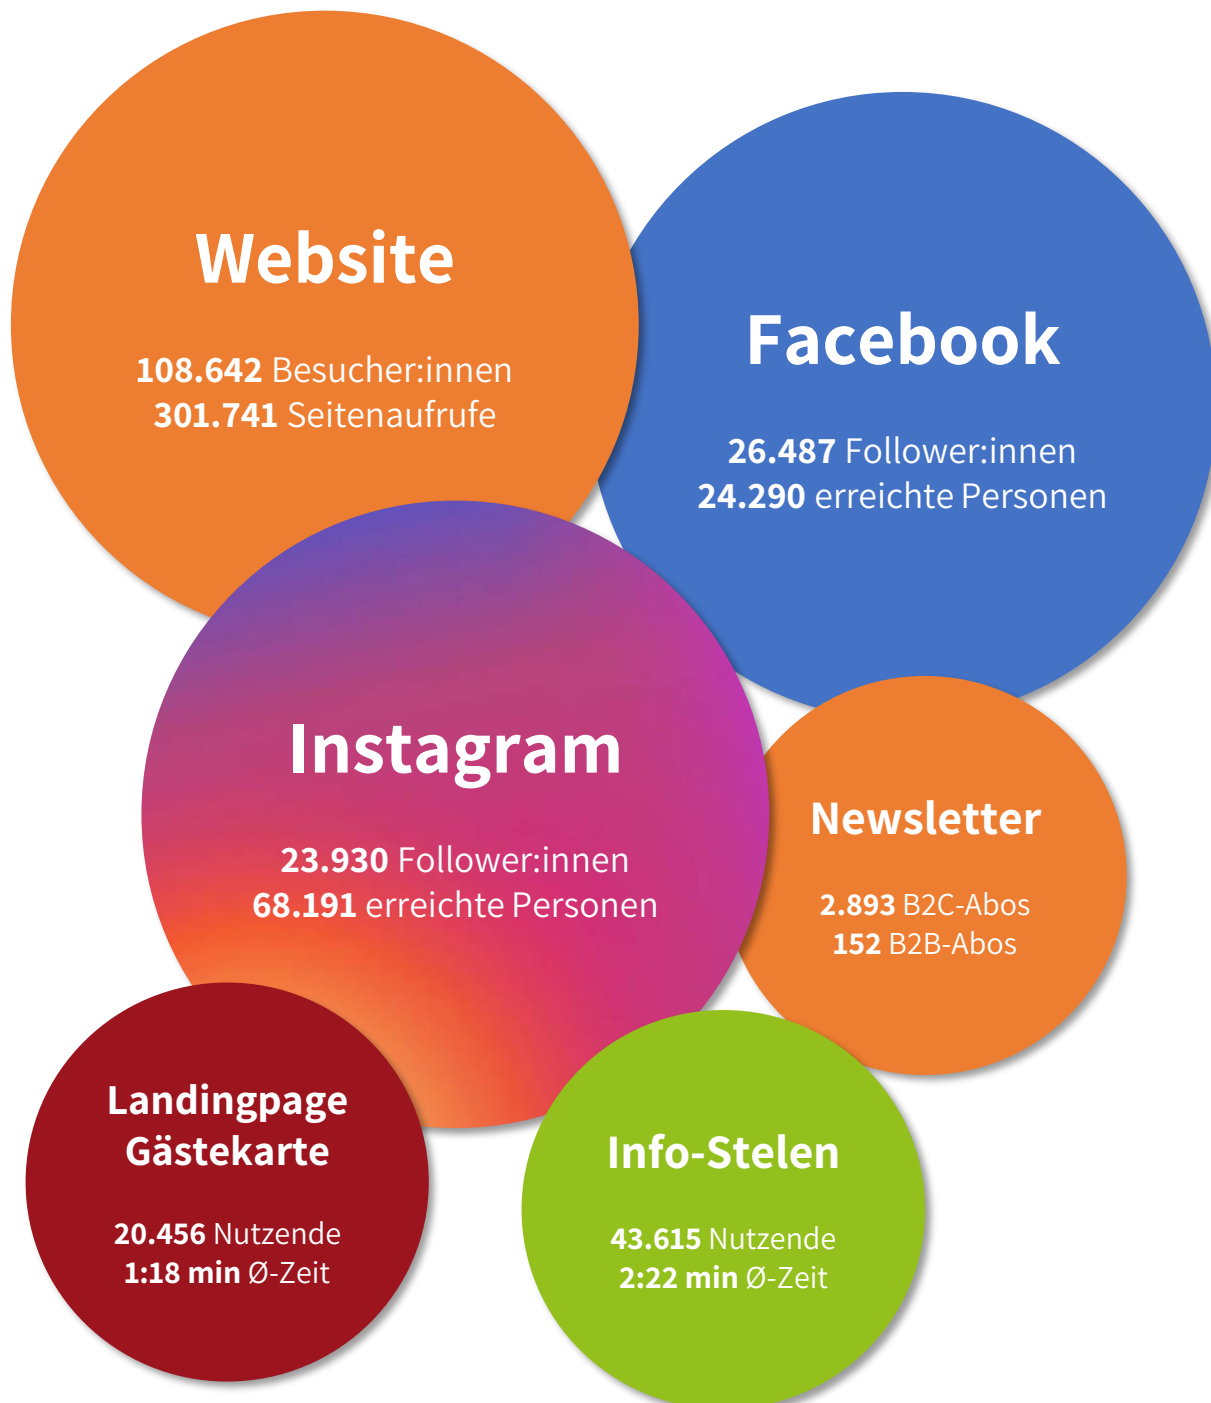 Website
108.642 Besucher:innen
301.741 Seitenaufrufe
Facebook
26.487 Follower:innen
24.290 erreichte Personen
Instagram
23.930 Follower:innen
68.191 erreichte Personen
Newsletter
2.893 B2C-Abos
152 B2B-Abos
Landingpage
Gästekarte
20.456 Nutzende
1:18 min Ø-Zeit
Info-Stelen
43.615 Nutzende
2:22 min Ø-Zeit